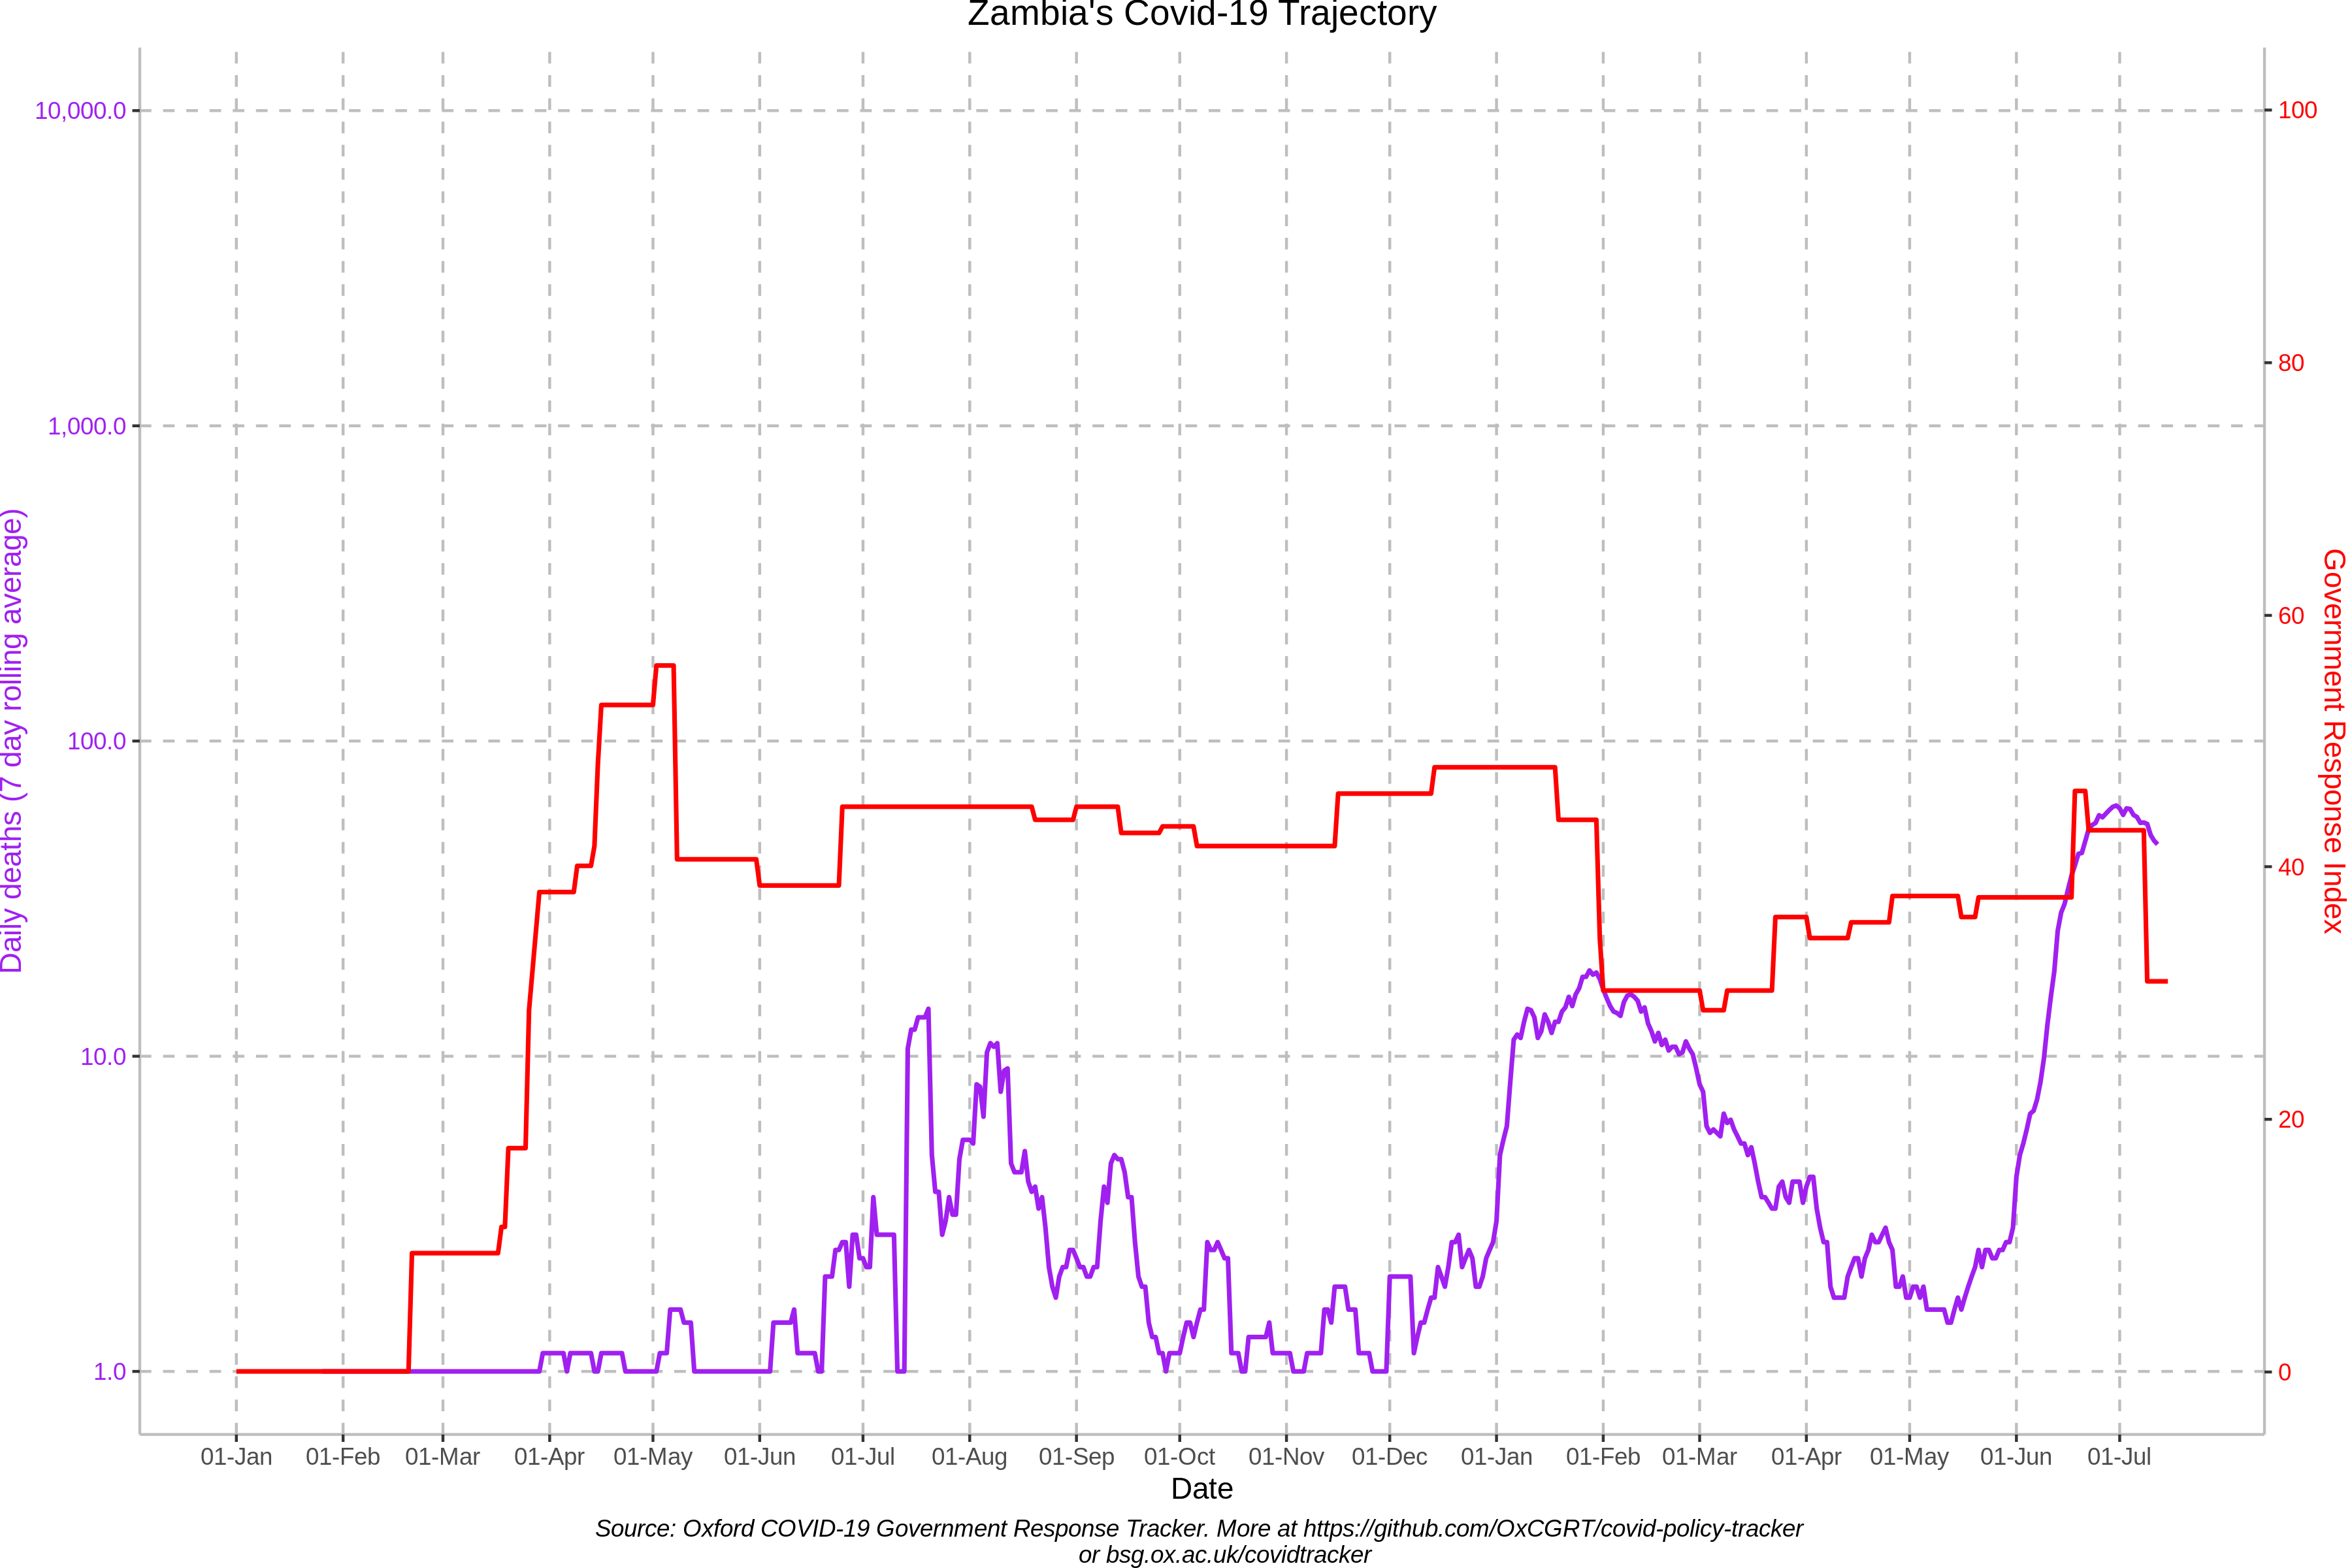 Zambia's Covid-19 Trajectory
10,000.0
1,000.0
100.0
10.0
1.0
Daily deaths (7 day rolling average)
100
80
60
40
20
0
Government Response Index
01-Jan 01-Feb 01-Mar 01-Apr 01-May 01-Jun 01-Jul 01-Aug 01-Sep 01-Oct 01-Nov 01-Dec 01-Jan 01-Feb 01-Mar 01-Apr 01-May 01-Jun 01-Jul
Date
Source: Oxford COVID-19 Government Response Tracker. More at https://github.com/OxCGRT/covid-policy-tracker
or bsg.ox.ac.uk/covidtracker